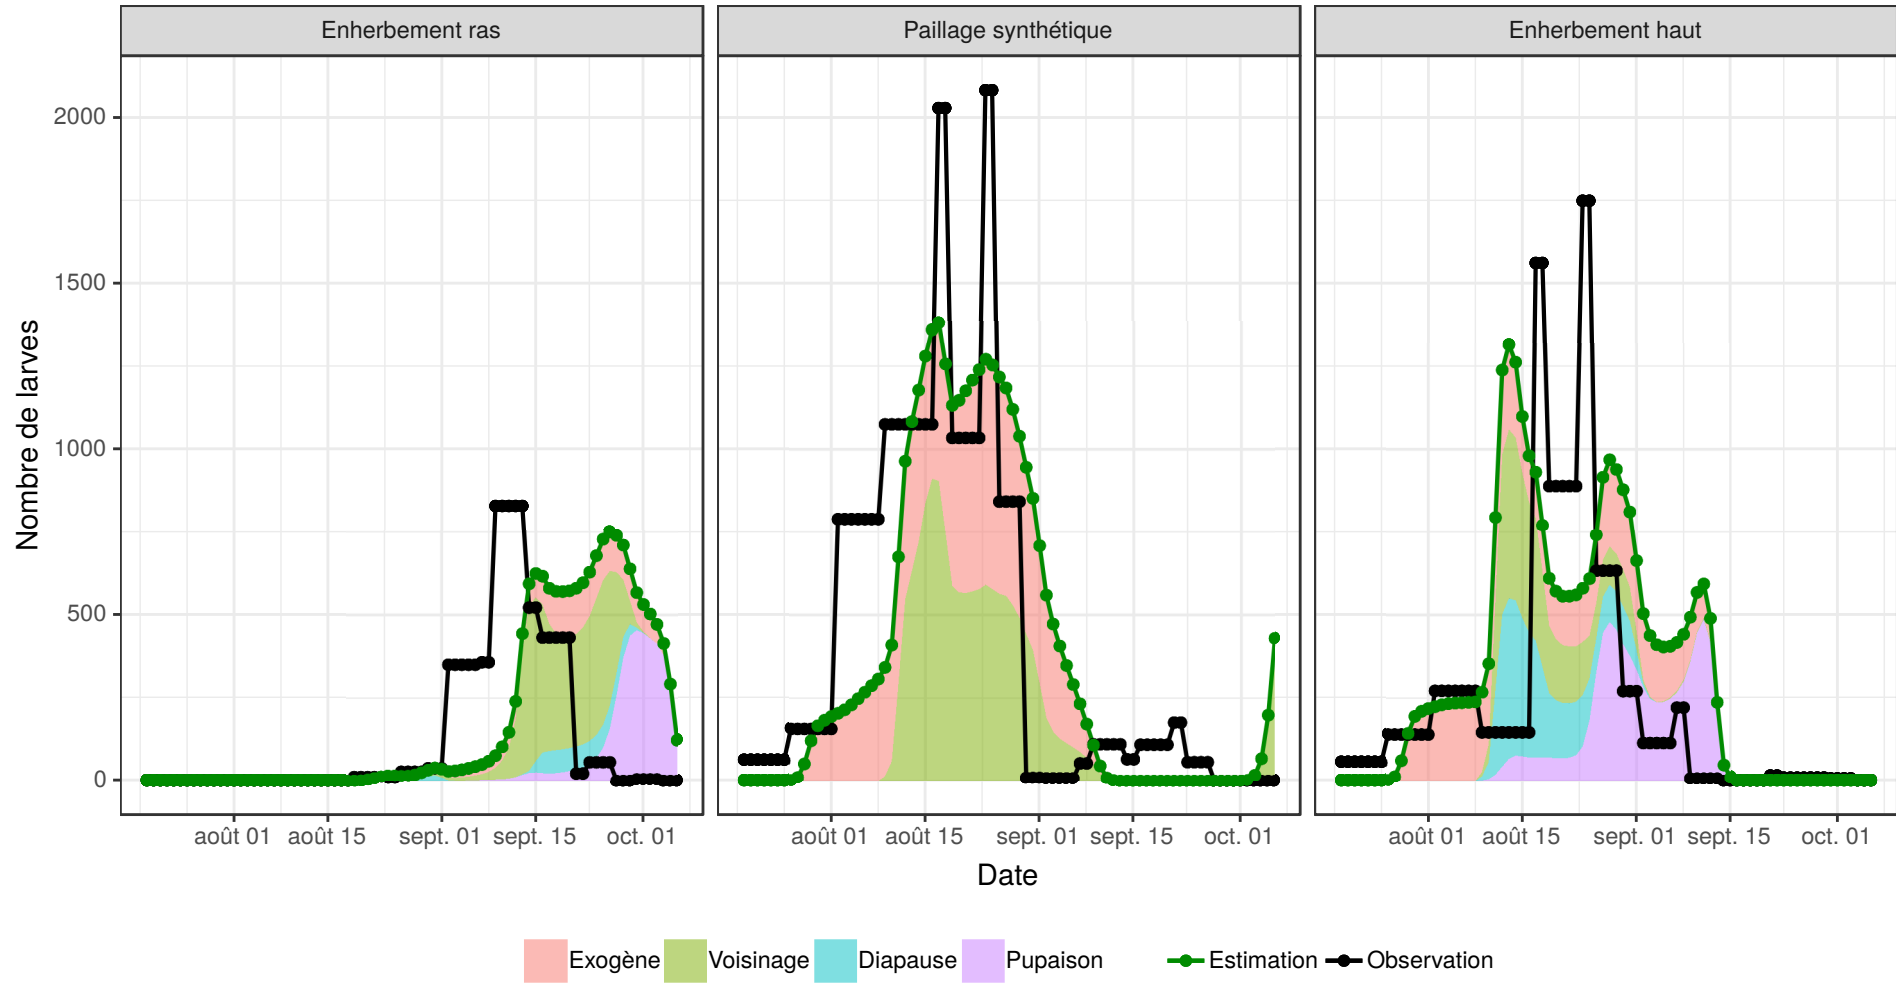 Enherbement ras
Paillage synthétique
Enherbement haut
Nombre de larves
2000
1500
1000
500
0
août 01 août 15 sept. 01 sept. 15 oct. 01
août 01 août 15 sept. 01 sept. 15 oct. 01
août 01 août 15 sept. 01 sept. 15 oct. 01
Date
Exogène Voisinage Diapause Pupaison Estimation Observation